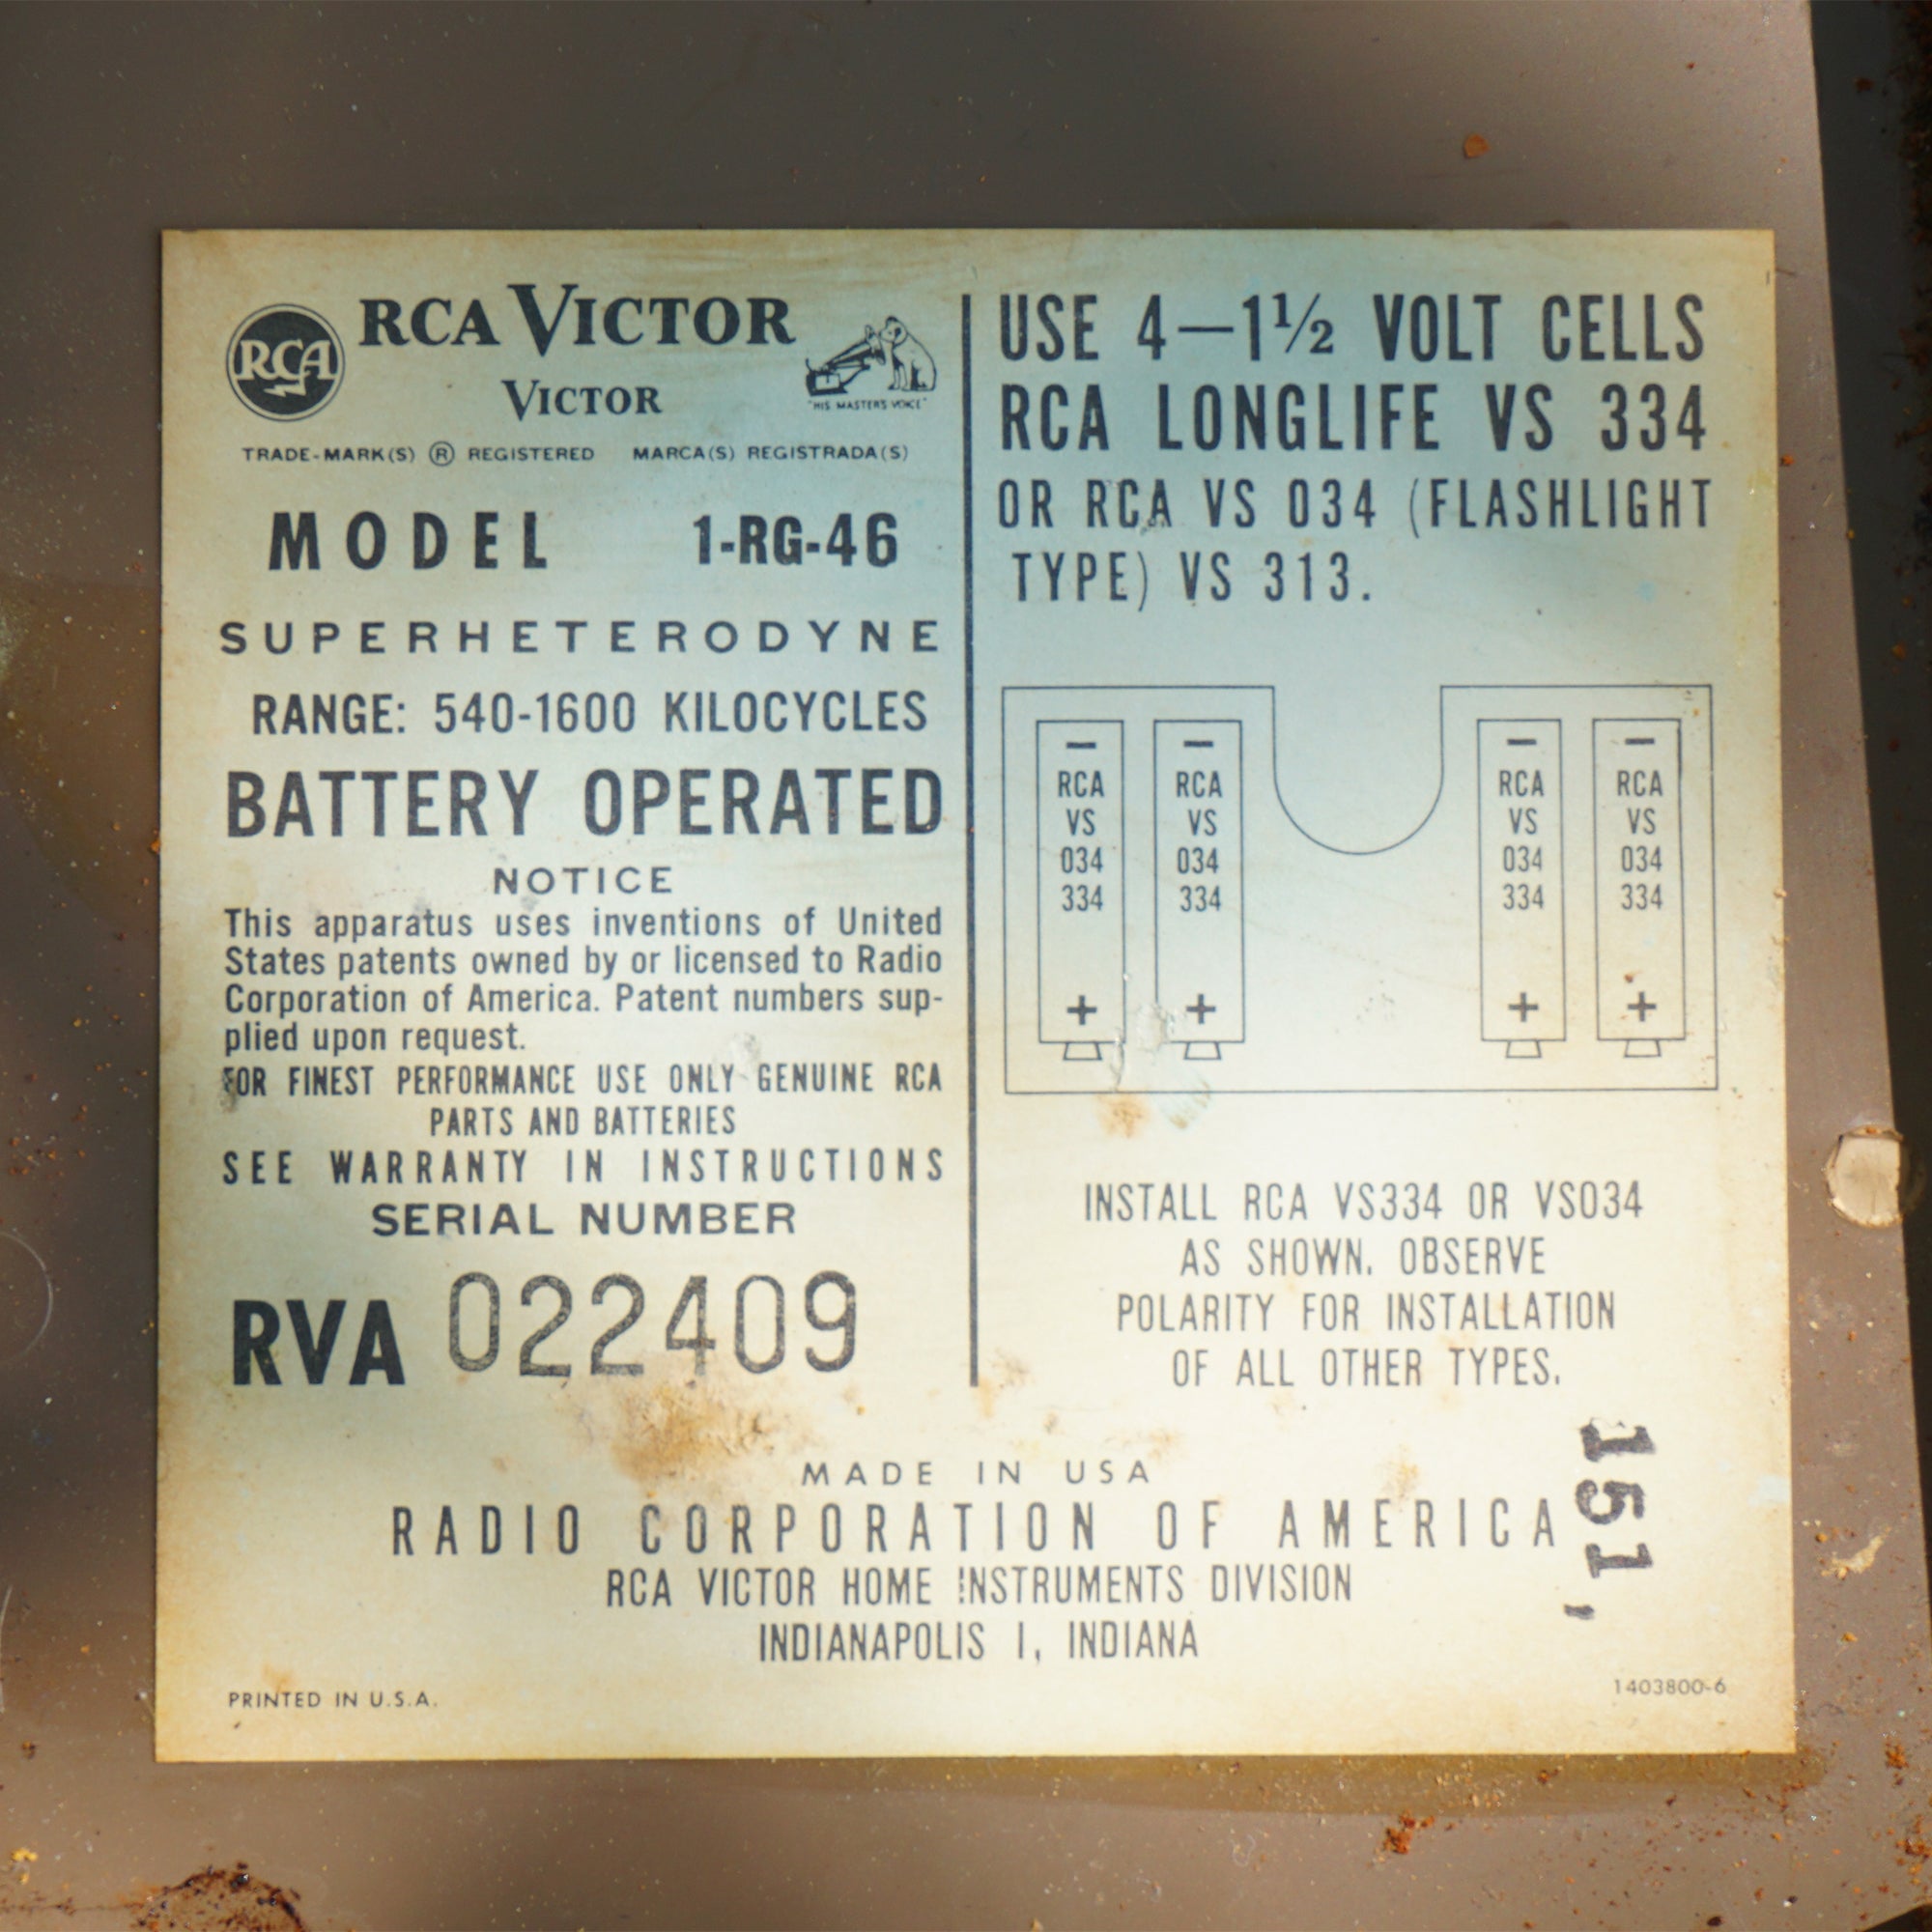 RCA
RCA VICTOR
VICTOR
"HIS MASTER'S VOICE"
TRADE-MARK(S) ® REGISTERED MARCA(S) REGISTRADA(S)
MODEL 1-RG-46
SUPERHETERODYNE
RANGE: 540-1600 KILOCYCLES
BATTERY OPERATED
NOTICE
This apparatus uses inventions of United
States patents owned by or licensed to Radio
Corporation of America. Patent numbers sup-
plied upon request.
FOR FINEST PERFORMANCE USE ONLY GENUINE RCA
PARTS AND BATTERIES
SEE WARRANTY IN INSTRUCTIONS
SERIAL NUMBER
RVA 022409
USE 4—1½ VOLT CELLS
RCA LONGLIFE VS 334
OR RCA VS 034 (FLASHLIGHT
TYPE) VS 313.
— — — —
RCA RCA RCA RCA
VS VS VS VS
034 034 034 034
334 334 334 334
+ + + +
INSTALL RCA VS334 OR VS034
AS SHOWN. OBSERVE
POLARITY FOR INSTALLATION
OF ALL OTHER TYPES.
151,
MADE IN USA
RADIO CORPORATION OF AMERICA
RCA VICTOR HOME INSTRUMENTS DIVISION
INDIANAPOLIS 1, INDIANA
PRINTED IN U.S.A.
1403800-6